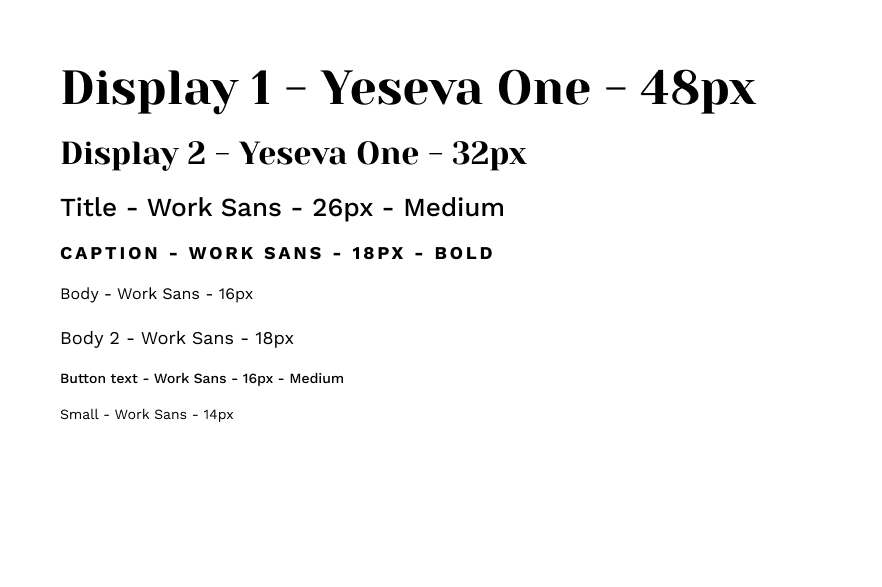 Display 1 - Yeseva One - 48px
Display 2 - Yeseva One - 32px
Title - Work Sans - 26px - Medium
CAPTION - WORK SANS - 18PX - BOLD
Body - Work Sans - 16px
Body 2 - Work Sans - 18px
Button text - Work Sans - 16px - Medium
Small - Work Sans - 14px